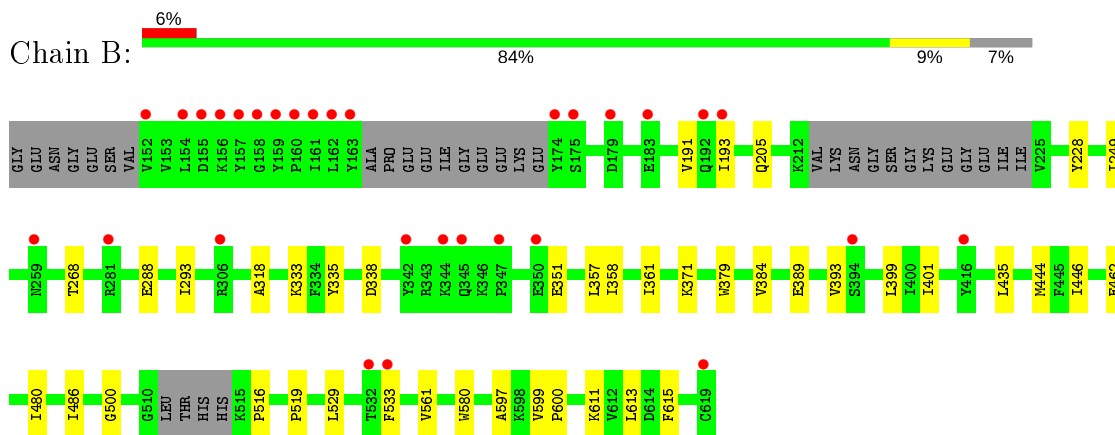 6%
Chain B:
84% 9% 7%
GLY GLU ASN GLY GLU SER VAL V152 V153 L154 D155 K156 Y157 G158 Y159 P160 I161 L162 Y163 ALA PRO GLU GLU ILE GLY GLU GLU LYS GLU Y174 S175 D179 E183 V191 Q192 I193 Q205 K212 VAL LYS ASN GLY SER GLY LYS GLU GLY GLU ILE ILE V225 Y228
N259 T268 R281 E288 I293 R306 A318 K333 F334 Y335 D338 Y342 R343 K344 Q345 K346 P347 E350 E351 L357 I358 I361 K371 W379 V384 E389 V393 S394 L399 I400 I401 Y416 L435 M444 F445 I446
I480 I486 G500 G510 LEU THR HIS HIS K515 P516 P519 L529 T532 F533 V561 W580 A597 K598 V599 P600 K611 V612 L613 D614 F615 C619